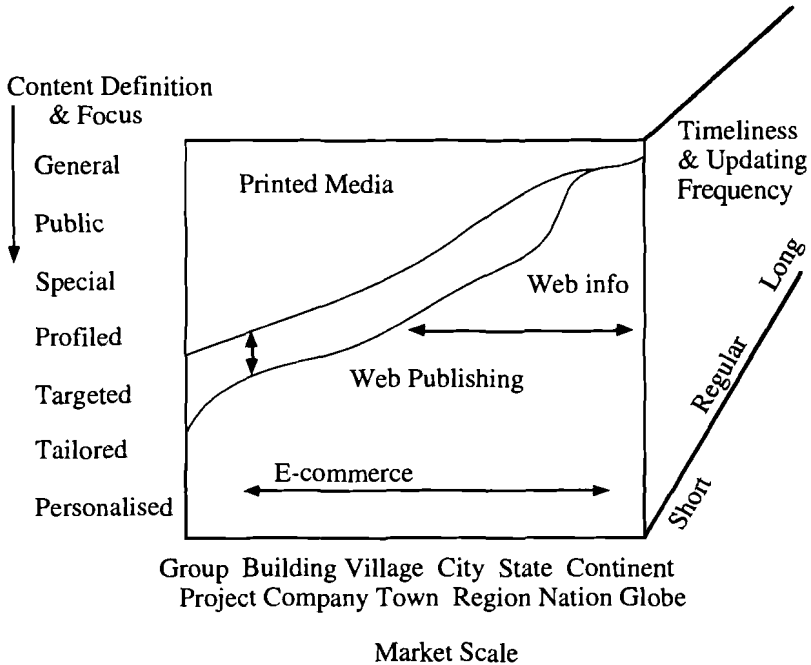 Content Definition
& Focus
General
Public
Special
Profiled
Targeted
Tailored
Personalised
Printed Media
Web info
Web Publishing
E-commerce
Timeliness
& Updating
Frequency
Long
Regular
Short
Group Building Village City State Continent
Project Company Town Region Nation Globe
Market Scale